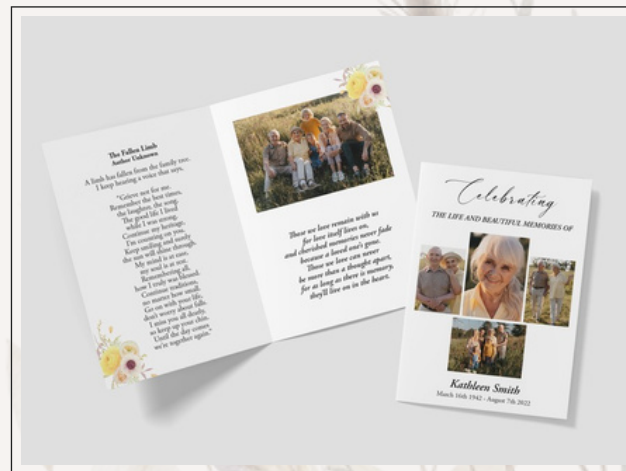 The Fallen Limb
Author Unknown
A limb has fallen from the family tree.
I keep hearing a voice that says,
"Grieve not for me.
Remember the best times,
the laughter, the song.
The good life I lived
while I was strong.
Continue my heritage,
I'm counting on you.
Keep smiling and surely
the sun will shine through.
My mind is at ease,
my soul is at rest.
Remembering all,
how I truly was blessed.
Continue traditions,
no matter how small.
Go on with your life,
don't worry about falls.
I miss you all dearly,
so keep up your chin.
Until the day comes
we're together again."
Those we love remain with us
for love itself lives on,
and cherished memories never fade
because a loved one's gone.
Those we love can never
be more than a thought apart,
for as long as there is memory,
they'll live on in the heart.
Celebrating
THE LIFE AND BEAUTIFUL MEMORIES OF
Kathleen Smith
March 16th 1942 - August 7th 2022